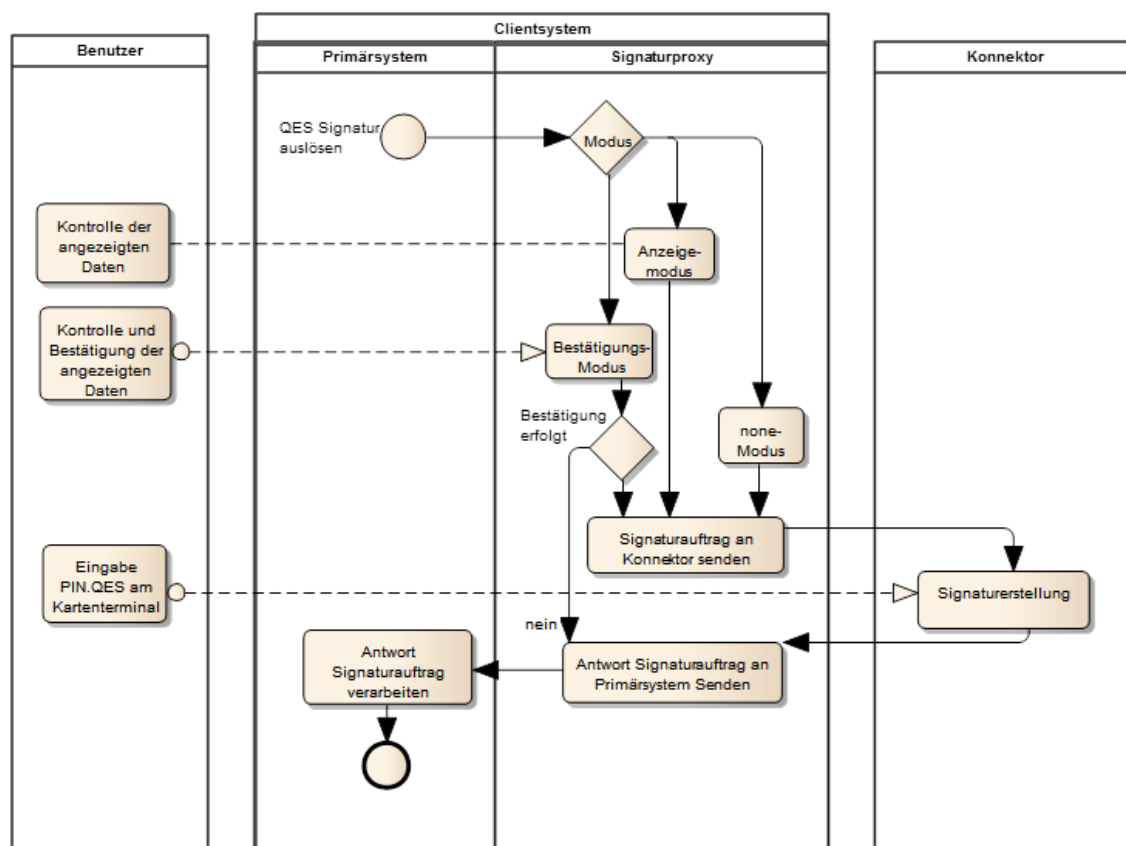 Clientsystem
Benutzer
Primärsystem
Signaturproxy
Konnektor
QES Signatur
auslösen
Modus
Kontrolle der
angezeigten
Daten
Anzeige-
modus
Kontrolle und
Bestätigung der
angezeigten
Daten
Bestätigungs-
Modus
Bestätigung
erfolgt
none-
Modus
Signaturauftrag an
Konnektor senden
Eingabe
PIN.QES am
Kartenterminal
Signaturerstellung
nein
Antwort
Signaturauftrag
verarbeiten
Antwort Signaturauftrag an
Primärsystem Senden